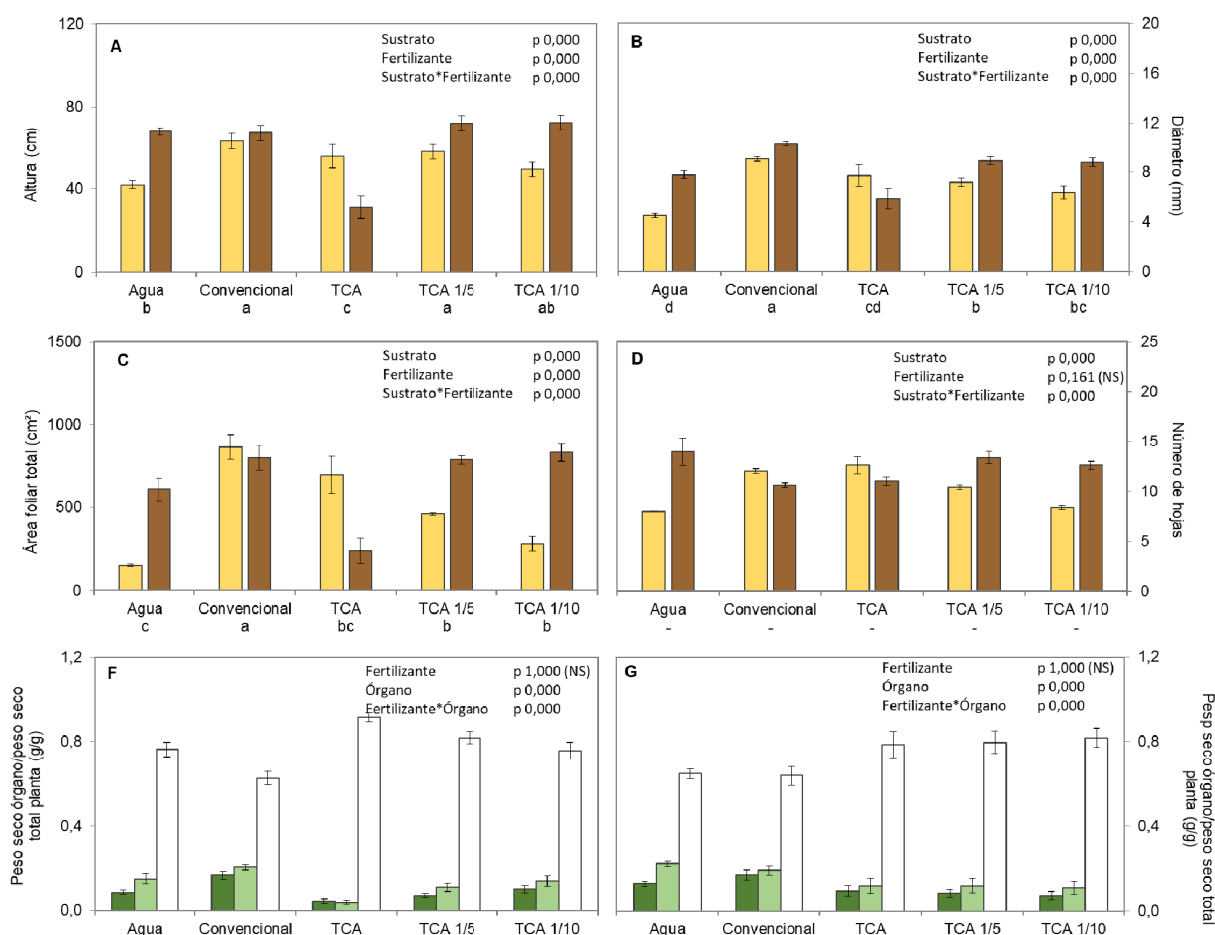 A
Sustrato p 0,000
Fertilizante p 0,000
Sustrato*Fertilizante p 0,000
Altura (cm)
120
80
40
0
Agua Convencional TCA TCA 1/5 TCA 1/10
b a c a ab
B
Sustrato p 0,000
Fertilizante p 0,000
Sustrato*Fertilizante p 0,000
20
16
12
8
4
0
Diámetro (mm)
Agua Convencional TCA TCA 1/5 TCA 1/10
d a cd b bc
C
Sustrato p 0,000
Fertilizante p 0,000
Sustrato*Fertilizante p 0,000
Área foliar total (cm²)
1500
1000
500
0
Agua Convencional TCA TCA 1/5 TCA 1/10
c a bc b b
D
Sustrato p 0,000
Fertilizante p 0,161 (NS)
Sustrato*Fertilizante p 0,000
25
20
15
10
5
0
Número de hojas
Agua Convencional TCA TCA 1/5 TCA 1/10
- - - - -
F
Fertilizante p 1,000 (NS)
Órgano p 0,000
Fertilizante*Órgano p 0,000
Peso seco órgano/peso seco
total planta (g/g)
1,2
0,8
0,4
0,0
Agua Convencional TCA TCA 1/5 TCA 1/10
G
Fertilizante p 1,000 (NS)
Órgano p 0,000
Fertilizante*Órgano p 0,000
1,2
0,8
0,4
0,0
Pesp seco órgano/peso seco total
planta (g/g)
Agua Convencional TCA TCA 1/5 TCA 1/10